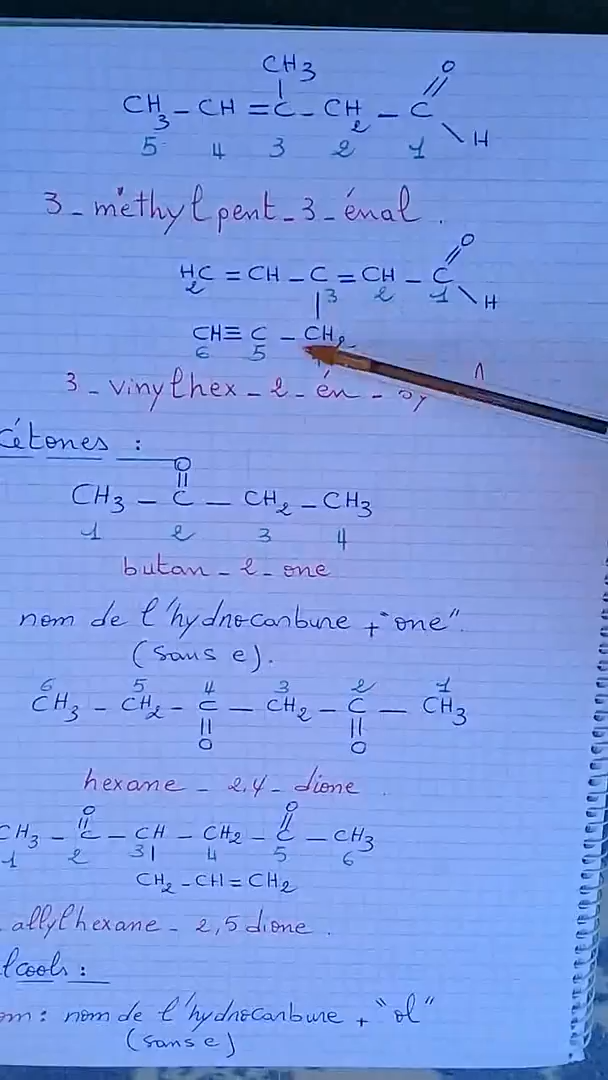 CH3
O
CH3 - CH = C - CH2 - C
H
5 4 3 2 1
3 - méthyl pent - 3 - énal .
O
H2C = CH - C = CH - C
3 2 1 H
CH ≡ C - CH2
6 5
3 - vinyl hex - 2 - én -
cétones :
O
CH3 - C - CH2 - CH3
1 2 3 4
butan - 2 - one
nom de l'hydrocarbure + "one".
(sans e).
6 5 4 3 2 1
CH3 - CH2 - C - CH2 - C - CH3
O O
hexane - 2,4 - dione .
O O
CH3 - C - CH - CH2 - C - CH3
1 2 3 4 5 6
CH2 - CH = CH2
allyl hexane - 2,5 dione .
lcools :
om : nom de l'hydrocarbure + "ol"
(sans e)